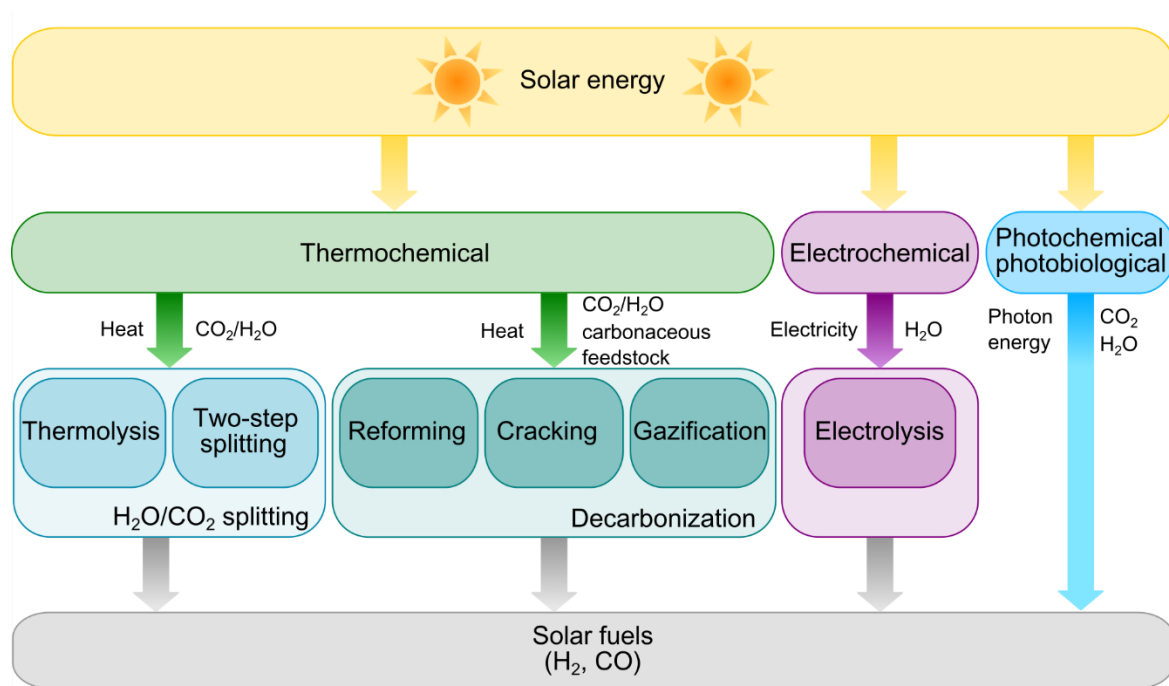 Solar energy
Thermochemical
Electrochemical
Photochemical
photobiological
Heat
CO₂/H₂O
Heat
CO₂/H₂O
carbonaceous
feedstock
Electricity
H₂O
Photon
energy
CO₂
H₂O
Thermolysis
Two-step
splitting
H₂O/CO₂ splitting
Reforming
Cracking
Gazification
Decarbonization
Electrolysis
Solar fuels
(H₂, CO)